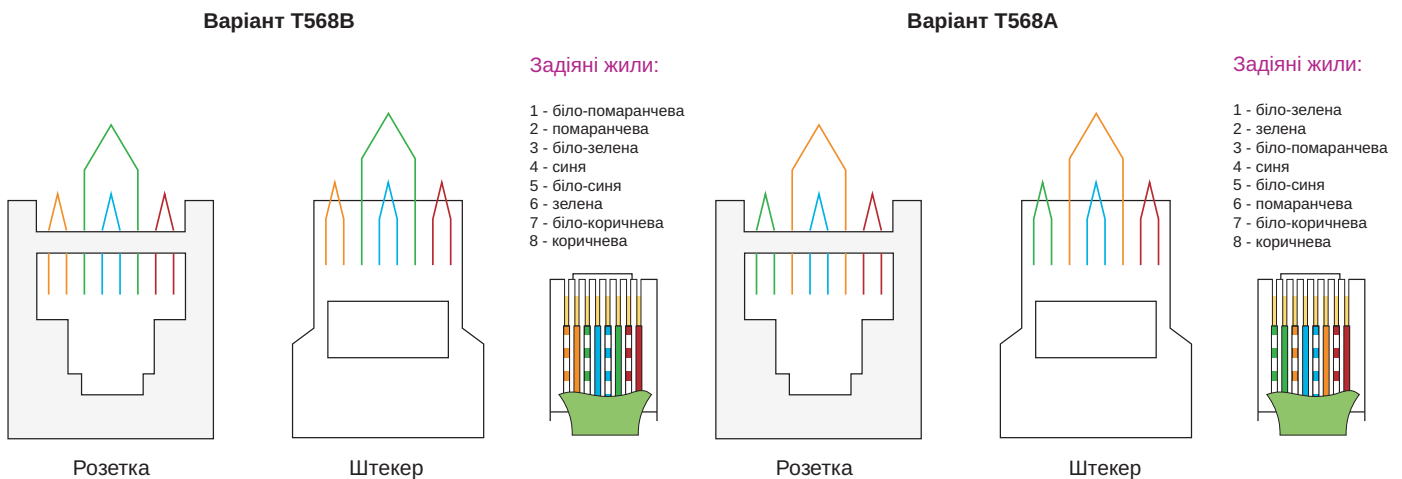 Варіант T568B
Задіяні жили:
1 - біло-помаранчева
2 - помаранчева
3 - біло-зелена
4 - синя
5 - біло-синя
6 - зелена
7 - біло-коричнева
8 - коричнева
Розетка
Штекер
Варіант T568A
Задіяні жили:
1 - біло-зелена
2 - зелена
3 - біло-помаранчева
4 - синя
5 - біло-синя
6 - помаранчева
7 - біло-коричнева
8 - коричнева
Розетка
Штекер